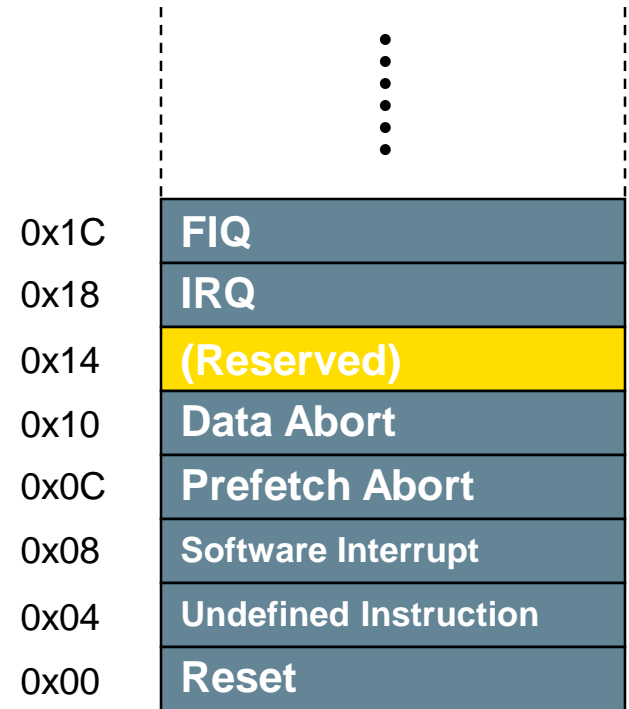 0x1C FIQ
0x18 IRQ
0x14 (Reserved)
0x10 Data Abort
0x0C Prefetch Abort
0x08 Software Interrupt
0x04 Undefined Instruction
0x00 Reset